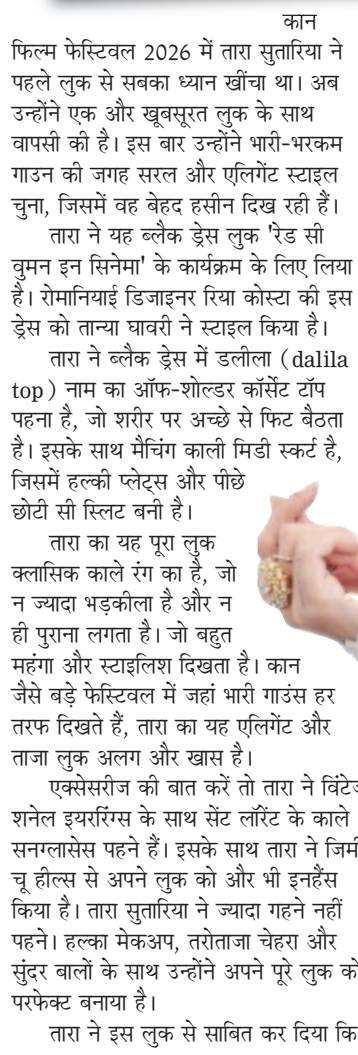 कान
फिल्म फेस्टिवल 2026 में तारा सुतारिया ने
पहले लुक से सबका ध्यान खींचा था। अब
उन्होंने एक और खूबसूरत लुक के साथ
वापसी की है। इस बार उन्होंने भारी-भरकम
गाउन की जगह सरल और एलिगेंट स्टाइल
चुना, जिसमें वह बेहद हसीन दिख रही हैं।
तारा ने यह ब्लैक ड्रेस लुक 'रेड सी
वुमन इन सिनेमा' के कार्यक्रम के लिए लिया
है। रोमानियाई डिजाइनर रिया कोस्टा की इस
ड्रेस को तान्या घावरी ने स्टाइल किया है।
तारा ने ब्लैक ड्रेस में डलीला (dalila
top) नाम का ऑफ-शोल्डर कॉर्सेट टॉप
पहना है, जो शरीर पर अच्छे से फिट बैठता
है। इसके साथ मैचिंग काली मिडी स्कर्ट है,
जिसमें हल्की प्लेट्स और पीछे
छोटी सी स्लिट बनी है।
तारा का यह पूरा लुक
क्लासिक काले रंग का है, जो
न ज्यादा भड़कीला है और न
ही पुराना लगता है। जो बहुत
महंगा और स्टाइलिश दिखता है। कान
जैसे बड़े फेस्टिवल में जहां भारी गाउंस हर
तरफ दिखते हैं, तारा का यह एलिगेंट और
ताजा लुक अलग और खास है।
एक्सेसरीज की बात करें तो तारा ने विंटेज
शनेल इयररिंग्स के साथ सेंट लॉरेंट के काले
सनग्लासेस पहने हैं। इसके साथ तारा ने जिमी
चू हील्स से अपने लुक को और भी इनहैंस
किया है। तारा सुतारिया ने ज्यादा गहने नहीं
पहने। हल्का मेकअप, तरोताजा चेहरा और
सुंदर बालों के साथ उन्होंने अपने पूरे लुक को
परफेक्ट बनाया है।
तारा ने इस लुक से साबित कर दिया कि